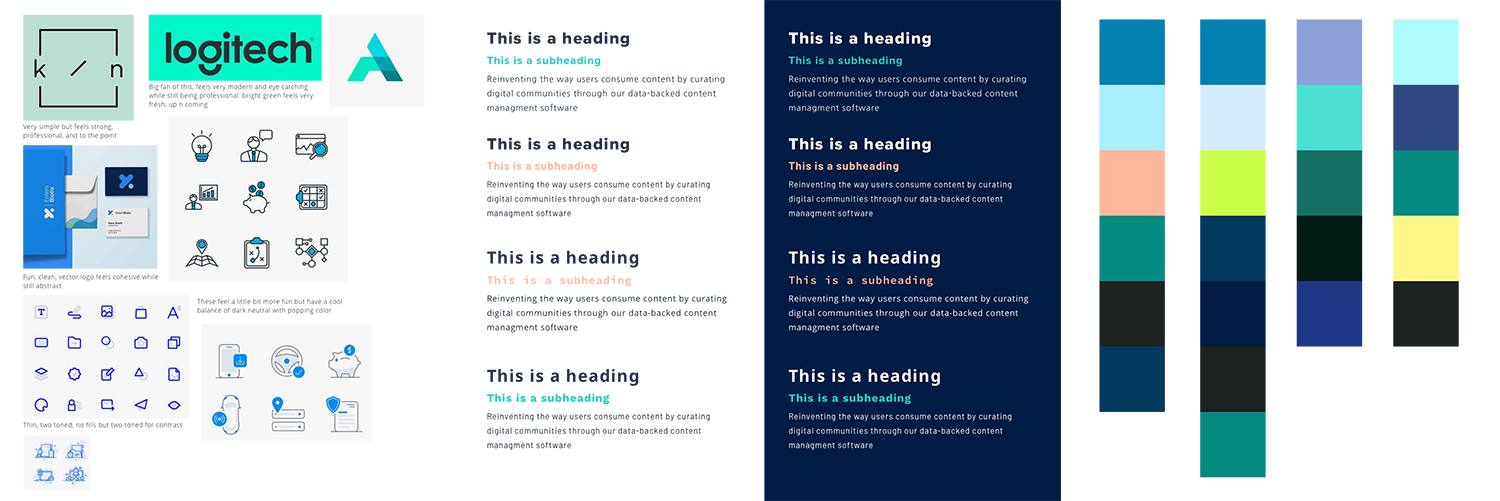 k n
logitech
Big fan of this, feels very modern and eye catching
while still being professional. bright green feels very
fresh, up n coming
Very simple but feels strong,
professional, and to the point
Fun, clean, vector logo feels cohesive while
still abstract
These feel a little bit more fun but have a cool
balance of dark neutral with popping color
T
A
Thin, two toned, no fills but two toned for contrast
This is a heading
This is a subheading
Reinventing the way users consume content by curating
digital communities through our data-backed content
managment software
This is a heading
This is a subheading
Reinventing the way users consume content by curating
digital communities through our data-backed content
managment software
This is a heading
This is a subheading
Reinventing the way users consume content by curating
digital communities through our data-backed content
managment software
This is a heading
This is a subheading
Reinventing the way users consume content by curating
digital communities through our data-backed content
managment software
This is a heading
This is a subheading
Reinventing the way users consume content by curating
digital communities through our data-backed content
managment software
This is a heading
This is a subheading
Reinventing the way users consume content by curating
digital communities through our data-backed content
managment software
This is a heading
This is a subheading
Reinventing the way users consume content by curating
digital communities through our data-backed content
managment software
This is a heading
This is a subheading
Reinventing the way users consume content by curating
digital communities through our data-backed content
managment software